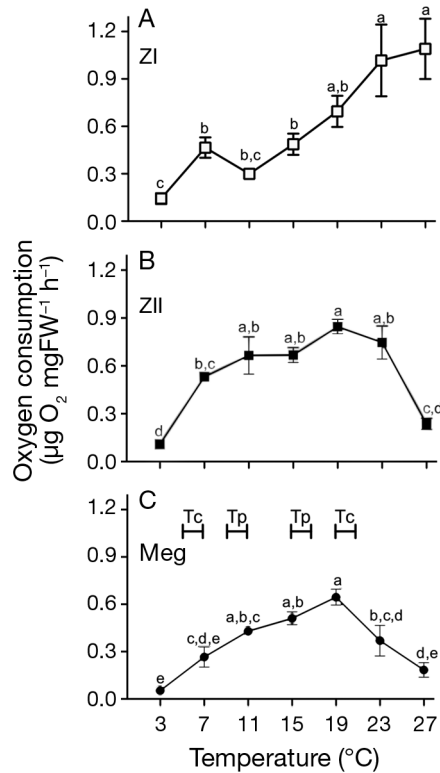 A
ZI
1.2
0.9
0.6
0.3
0.0
c
b
b,c
b
a,b
a
a
B
ZII
1.2
0.9
0.6
0.3
0.0
d
b,c
a,b
a,b
a
a,b
c,d
C
Meg
Tc
Tp
Tp
Tc
1.2
0.9
0.6
0.3
0.0
e
c,d,e
a,b,c
a,b
a
b,c,d
d,e
3 7 11 15 19 23 27
Temperature (°C)
Oxygen consumption
(µg O₂ mgFW⁻¹ h⁻¹)